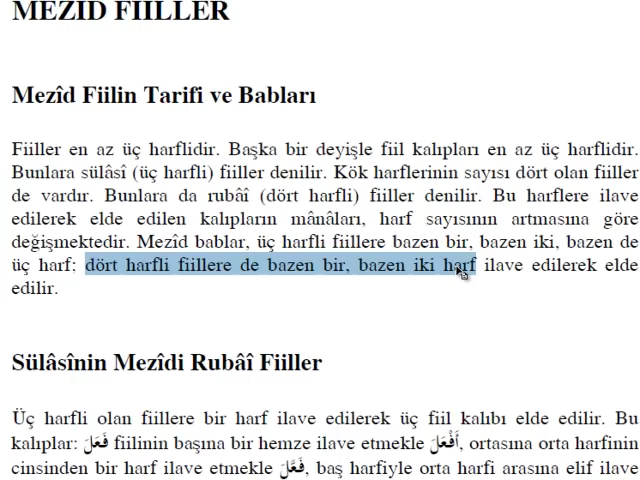 MEZÎD FİİLLER
Mezîd Fiilin Tarifi ve Babları
Fiiller en az üç harflidir. Başka bir deyişle fiil kalıpları en az üç harflidir.
Bunlara sülâsî (üç harfli) fiiller denilir. Kök harflerinin sayısı dört olan fiiller
de vardır. Bunlara da rubâî (dört harfli) fiiller denilir. Bu harflere ilave
edilerek elde edilen kalıpların mânâları, harf sayısının artmasına göre
değişmektedir. Mezîd bablar, üç harfli fiillere bazen bir, bazen iki, bazen de
üç harf: dört harfli fiillere de bazen bir, bazen iki harf ilave edilerek elde
edilir.
Sülâsînin Mezîdi Rubâî Fiiller
Üç harfli olan fiillere bir harf ilave edilerek üç fiil kalıbı elde edilir. Bu
kalıplar: فَعَلَ fiilinin başına bir hemze ilave etmekle أَفْعَلَ, ortasına orta harfinin
cinsinden bir harf ilave etmekle فَعَّلَ, baş harfiyle orta harfi arasına elif ilave